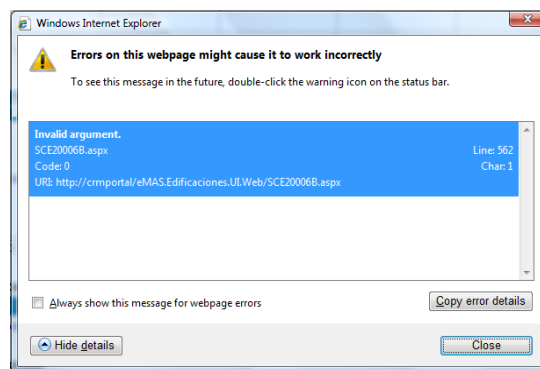 Windows Internet Explorer
Errors on this webpage might cause it to work incorrectly
To see this message in the future, double-click the warning icon on the status bar.
Invalid argument.
SCE20006B.aspx Line: 562
Code: 0 Char: 1
URI: http://crmportal/eMAS.Edificaciones.UI.Web/SCE20006B.aspx
Always show this message for webpage errors
Copy error details
Hide details
Close